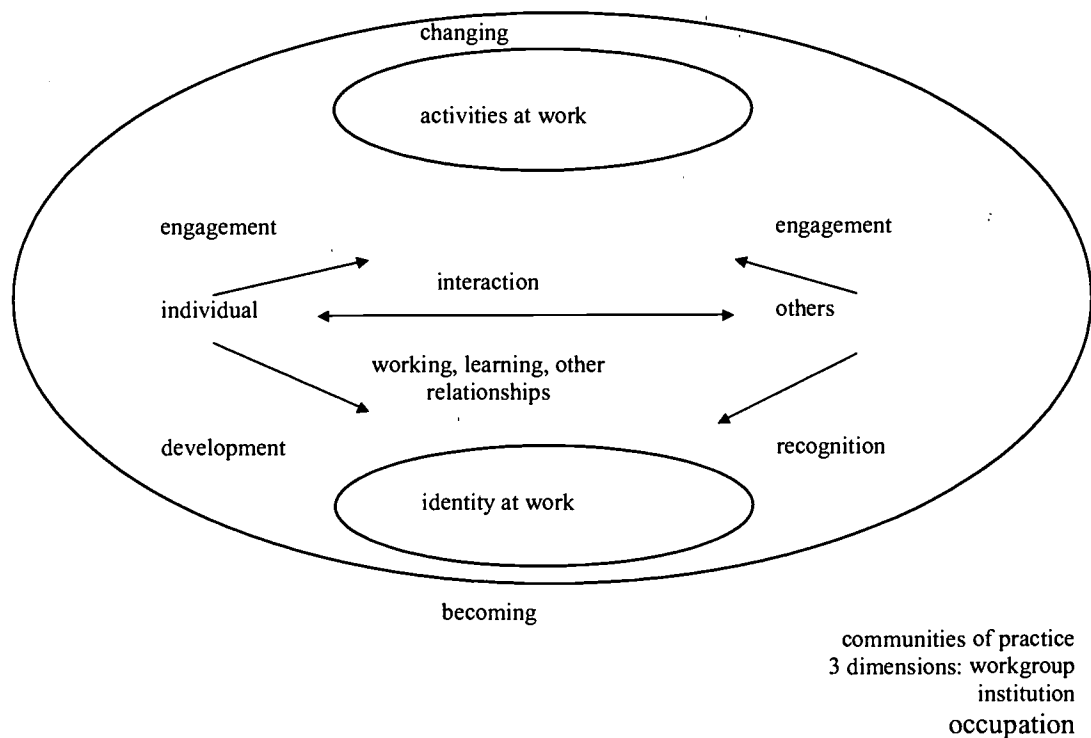 changing
activities at work
engagement
engagement
interaction
individual
others
working, learning, other
relationships
development
recognition
identity at work
becoming
communities of practice
3 dimensions: workgroup
institution
occupation